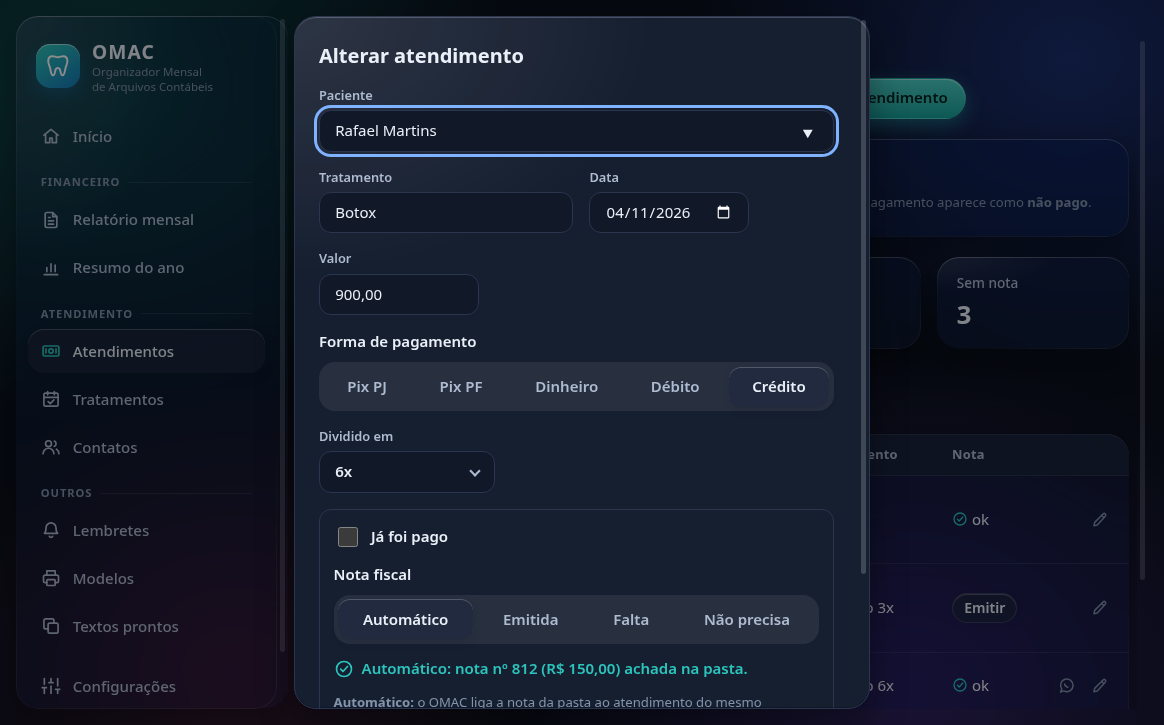 OMAC
Organizador Mensal
de Arquivos Contábeis
Início
FINANCEIRO
Relatório mensal
Resumo do ano
ATENDIMENTO
Atendimentos
Tratamentos
Contatos
OUTROS
Lembretes
Modelos
Textos prontos
Configurações
Alterar atendimento
Paciente
Rafael Martins
Tratamento
Data
Botox
04/11/2026
Valor
900,00
Forma de pagamento
Pix PJ
Pix PF
Dinheiro
Débito
Crédito
Dividido em
6x
Já foi pago
Nota fiscal
Automático
Emitida
Falta
Não precisa
Automático: nota nº 812 (R$ 150,00) achada na pasta.
Automático: o OMAC liga a nota da pasta ao atendimento do mesmo
endimento
agamento aparece como não pago.
Sem nota
3
ento
Nota
ok
o 3x
Emitir
o 6x
ok